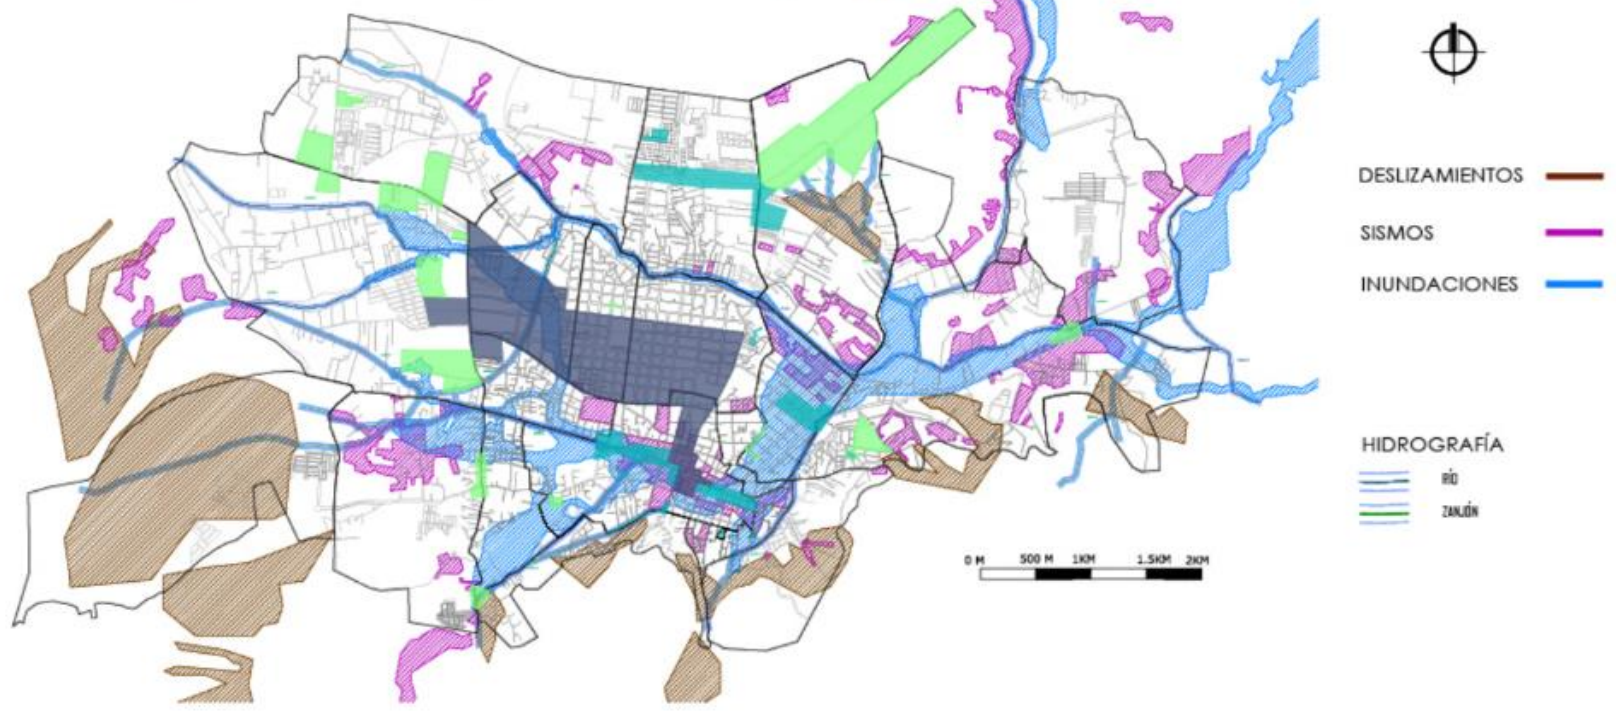 DESLIZAMIENTOS
SISMOS
INUNDACIONES
HIDROGRAFÍA
RÍO
ZANJÓN
0 M 500 M 1KM 1.5KM 2KM